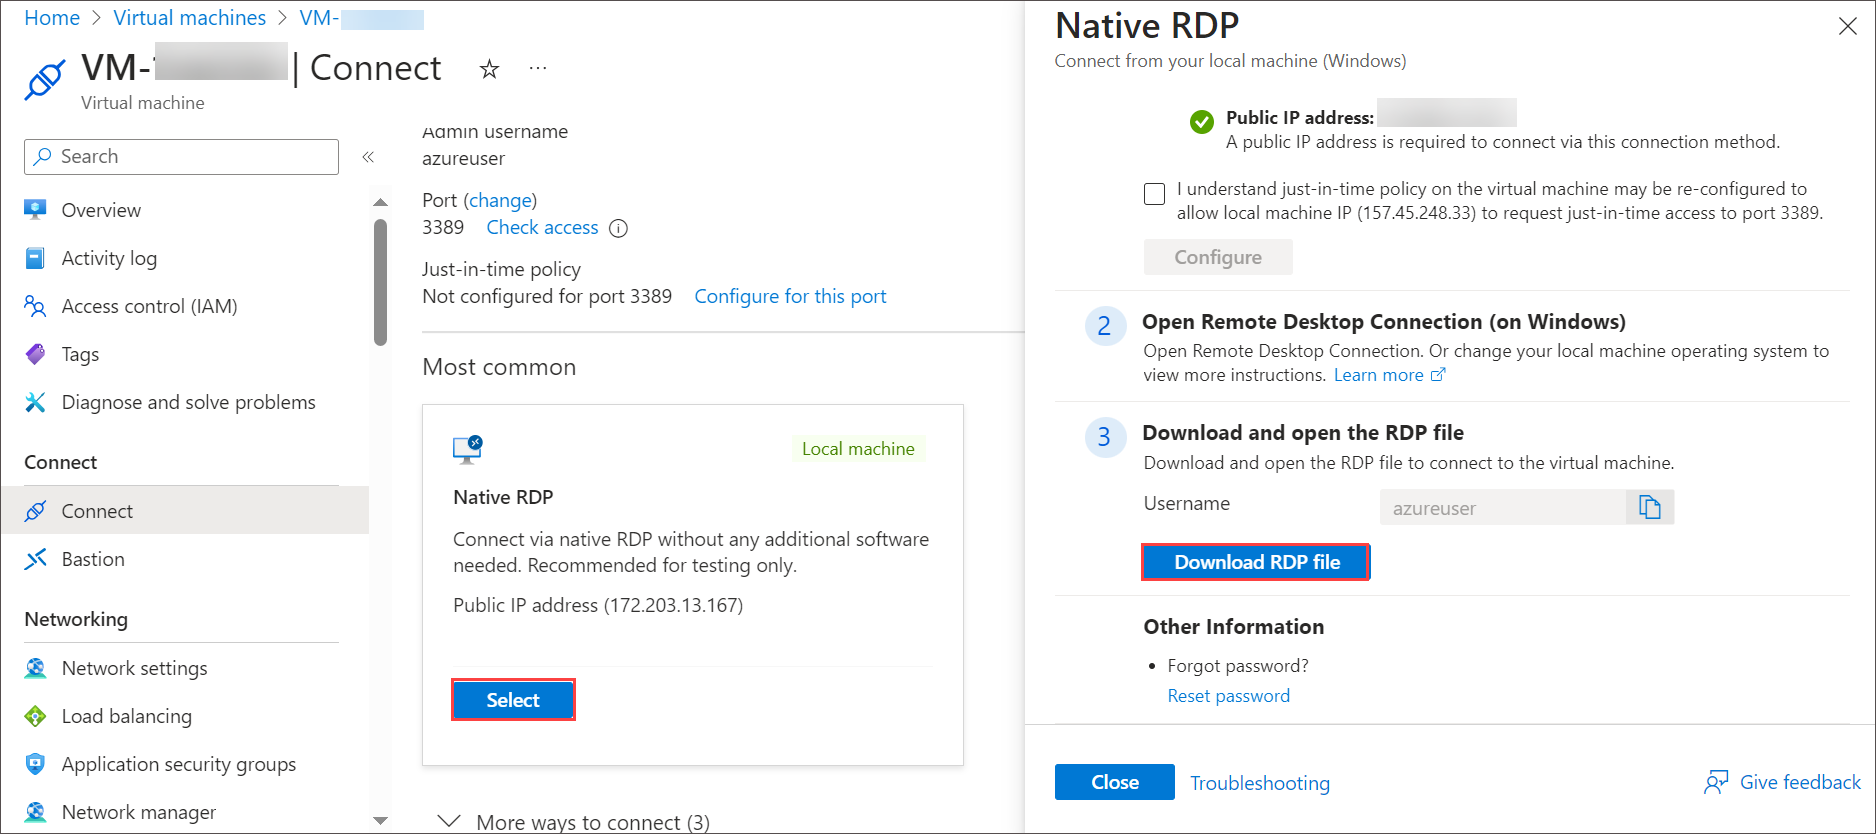 Home > Virtual machines > VM-
VM- | Connect
Virtual machine
Search
Overview
Activity log
Access control (IAM)
Tags
Diagnose and solve problems
Connect
Connect
Bastion
Networking
Network settings
Load balancing
Application security groups
Network manager
Admin username
azureuser
Port (change)
3389 Check access
Just-in-time policy
Not configured for port 3389 Configure for this port
Most common
Local machine
Native RDP
Connect via native RDP without any additional software
needed. Recommended for testing only.
Public IP address (172.203.13.167)
Select
More ways to connect (3)
Native RDP
Connect from your local machine (Windows)
Public IP address:
A public IP address is required to connect via this connection method.
I understand just-in-time policy on the virtual machine may be re-configured to
allow local machine IP (157.45.248.33) to request just-in-time access to port 3389.
Configure
2 Open Remote Desktop Connection (on Windows)
Open Remote Desktop Connection. Or change your local machine operating system to
view more instructions. Learn more
3 Download and open the RDP file
Download and open the RDP file to connect to the virtual machine.
Username azureuser
Download RDP file
Other Information
• Forgot password?
Reset password
Close Troubleshooting Give feedback